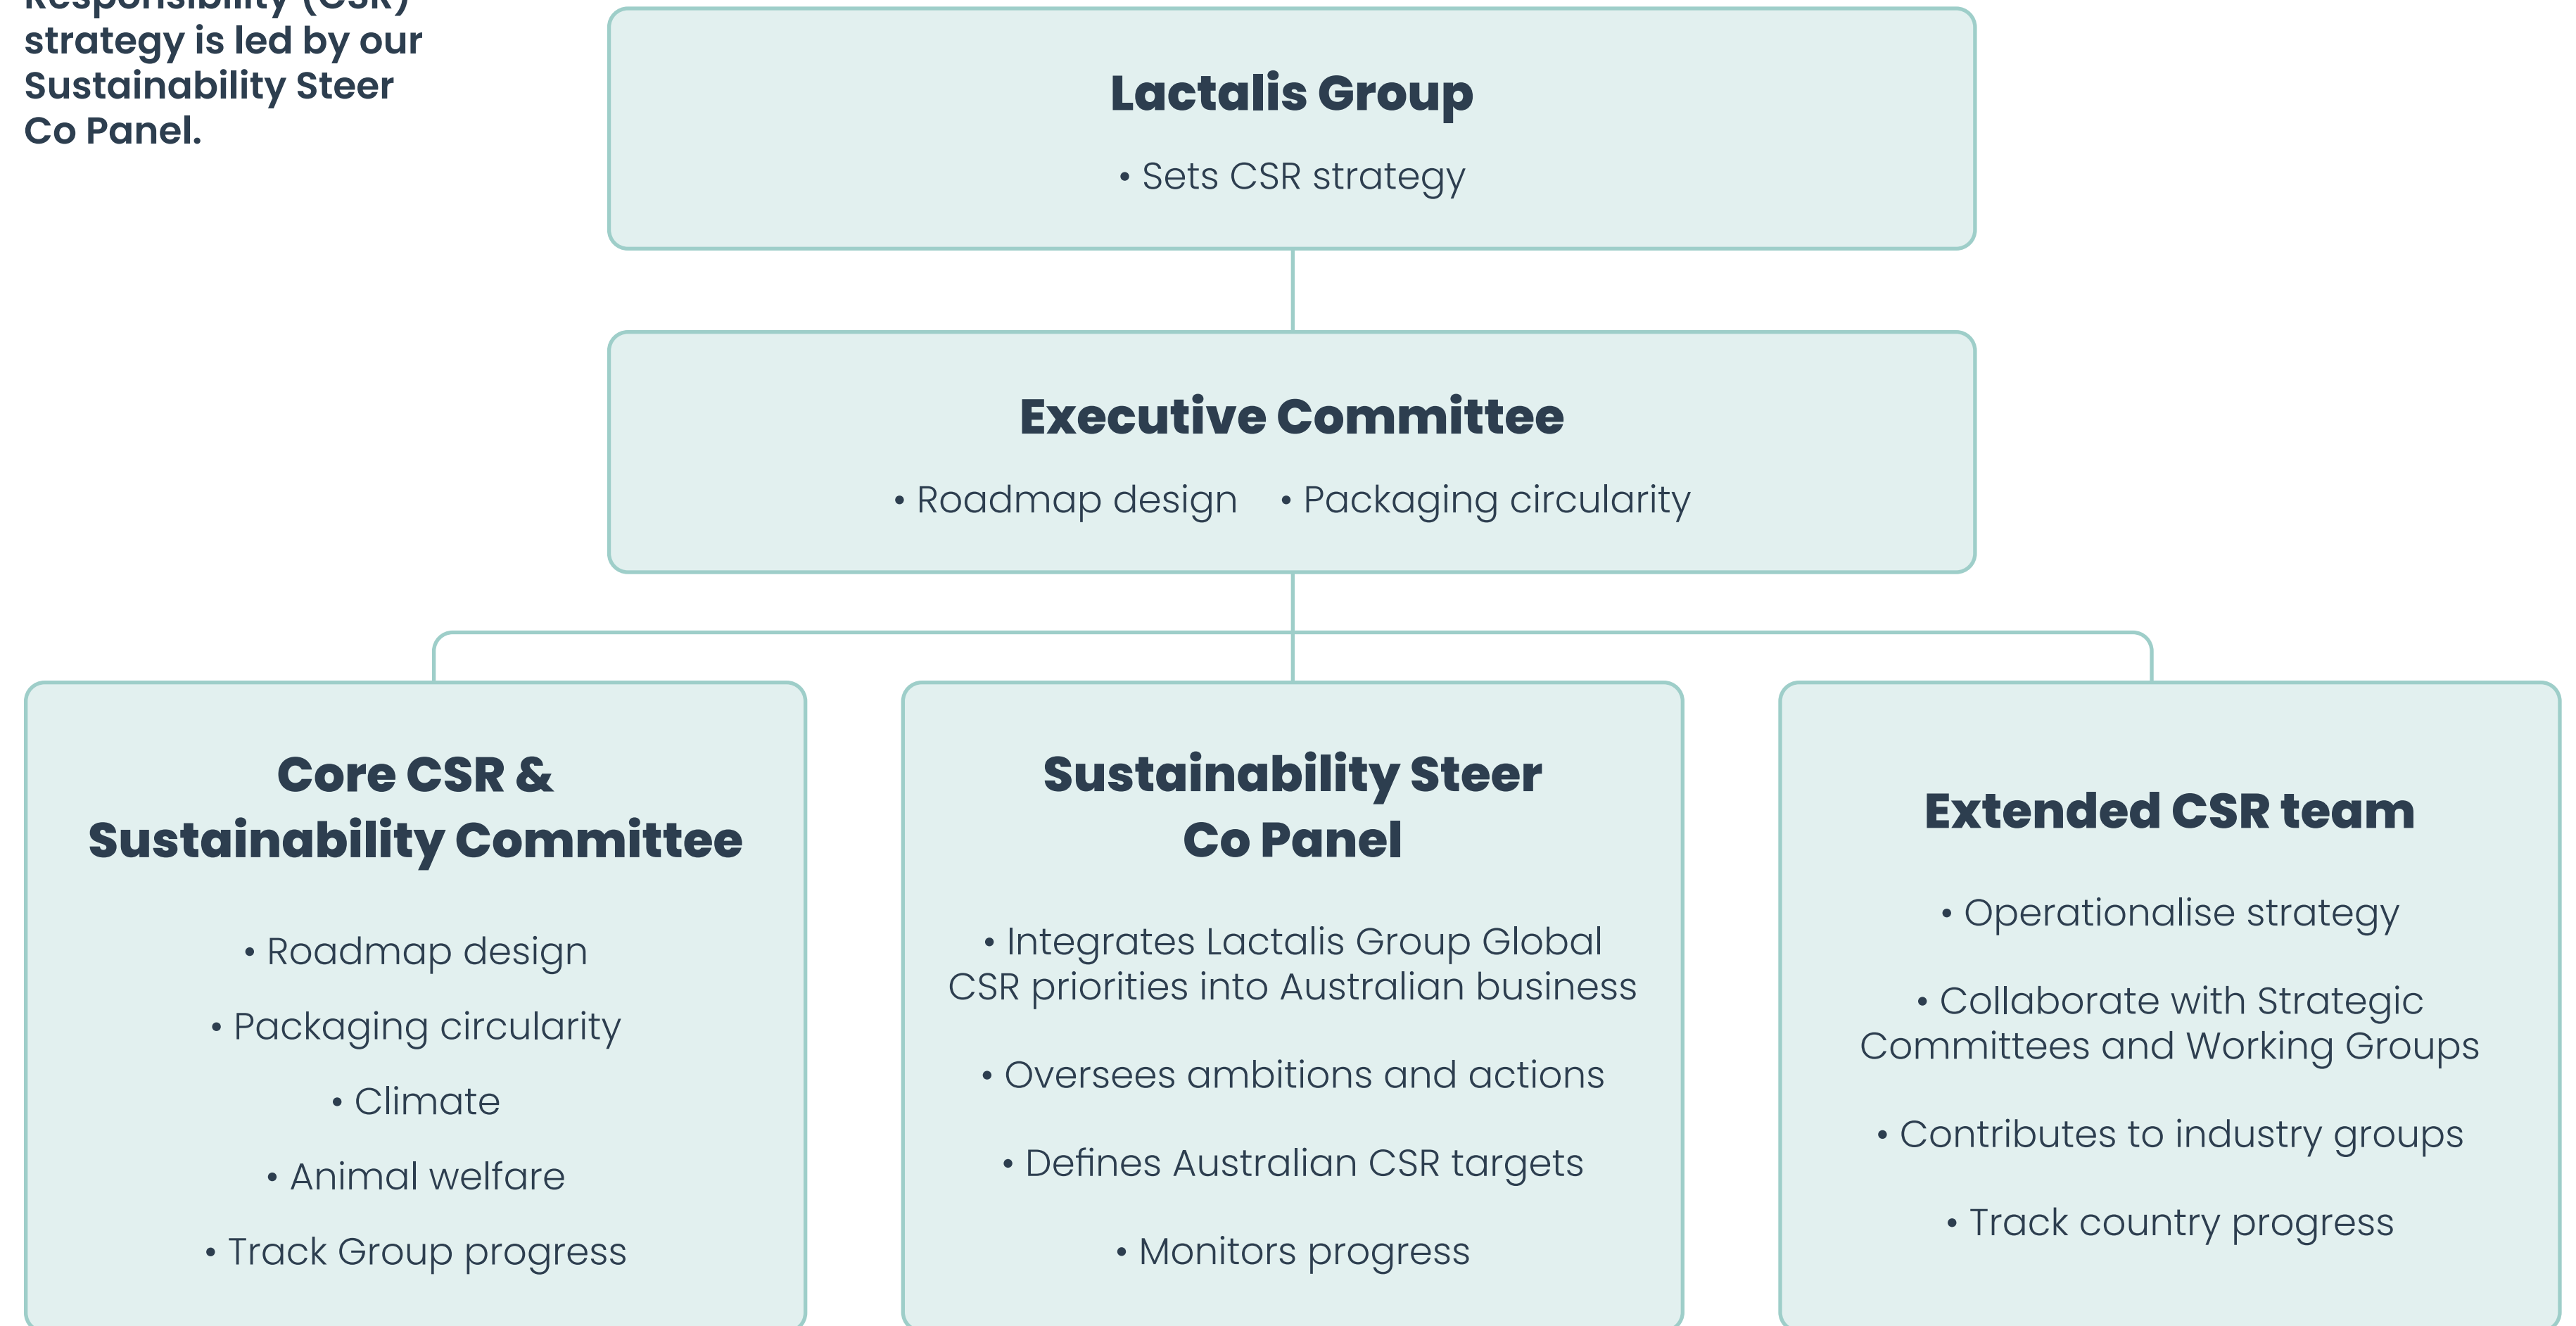 Responsibility (CSR)
strategy is led by our
Sustainability Steer
Co Panel.
Lactalis Group
• Sets CSR strategy
Executive Committee
• Roadmap design • Packaging circularity
Core CSR &
Sustainability Committee
• Roadmap design
• Packaging circularity
• Climate
• Animal welfare
• Track Group progress
Sustainability Steer
Co Panel
• Integrates Lactalis Group Global
CSR priorities into Australian business
• Oversees ambitions and actions
• Defines Australian CSR targets
• Monitors progress
Extended CSR team
• Operationalise strategy
• Collaborate with Strategic
Committees and Working Groups
• Contributes to industry groups
• Track country progress